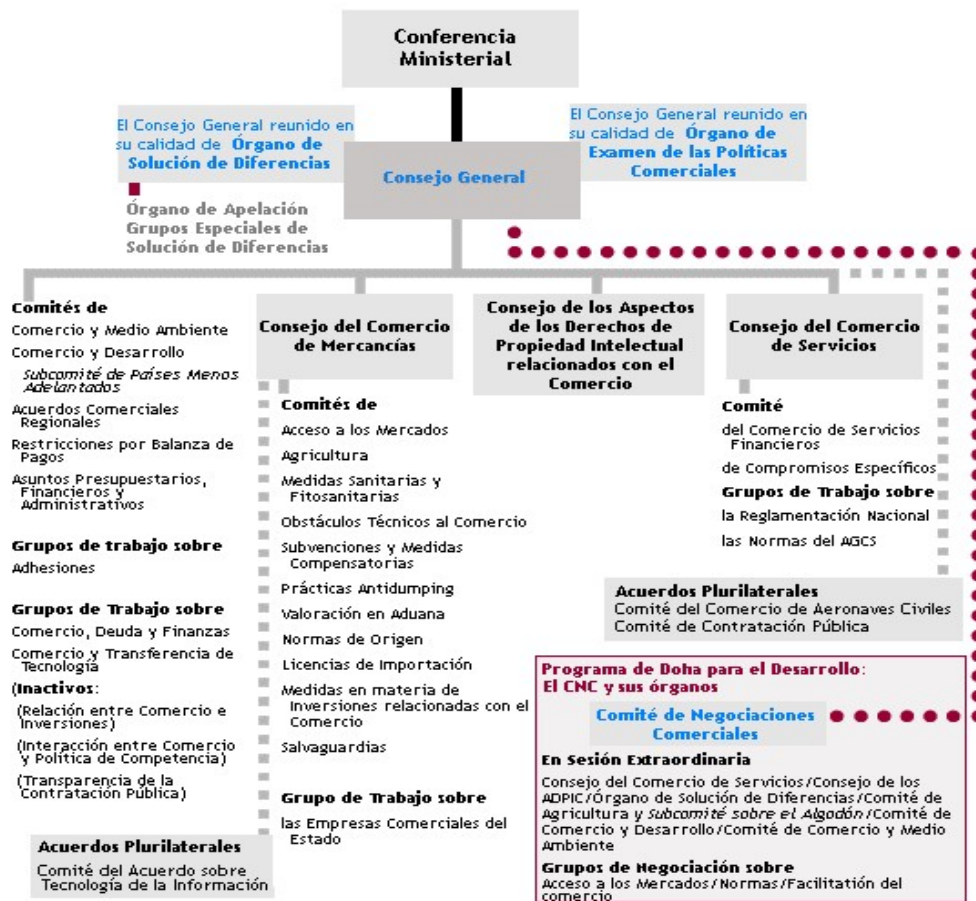 Conferencia
Ministerial
El Consejo General reunido en
su calidad de Órgano de
Solución de Diferencias
El Consejo General reunido en
su calidad de Órgano de
Examen de las Políticas
Comerciales
Consejo General
Órgano de Apelación
Grupos Especiales de
Solución de Diferencias
Comités de
Comercio y Medio Ambiente
Comercio y Desarrollo
Subcomité de Países Menos
Adelantados
Acuerdos Comerciales
Regionales
Restricciones por Balanza de
Pagos
Asuntos Presupuestarios,
Financieros y
Administrativos
Grupos de trabajo sobre
Adhesiones
Grupos de Trabajo sobre
Comercio, Deuda y Finanzas
Comercio y Transferencia de
Tecnología
(Inactivos:
(Relación entre Comercio e
Inversiones)
(Interacción entre Comercio
y Política de Competencia)
(Transparencia de la
Contratación Pública)
Acuerdos Plurilaterales
Comité del Acuerdo sobre
Tecnología de la Información
Consejo del Comercio
de Mercancías
Comités de
Acceso a los Mercados
Agricultura
Medidas Sanitarias y
Fitosanitarias
Obstáculos Técnicos al Comercio
Subvenciones y Medidas
Compensatorias
Prácticas Antidumping
Valoración en Aduana
Normas de Origen
Licencias de Importación
Medidas en materia de
Inversiones relacionadas con el
Comercio
Salvaguardias
Grupo de Trabajo sobre
las Empresas Comerciales del
Estado
Consejo de los Aspectos
de los Derechos de
Propiedad Intelectual
relacionados con el
Comercio
Consejo del Comercio
de Servicios
Comité
del Comercio de Servicios
Financieros
de Compromisos Específicos
Grupos de Trabajo sobre
la Reglamentación Nacional
las Normas del AGCS
Acuerdos Plurilaterales
Comité del Comercio de Aeronaves Civiles
Comité de Contratación Pública
Programa de Doha para el Desarrollo:
El CNC y sus órganos
Comité de Negociaciones
Comerciales
En Sesión Extraordinaria
Consejo del Comercio de Servicios/Consejo de los
ADPIC/Órgano de Solución de Diferencias/Comité de
Agricultura y Subcomité sobre el Algodón/Comité de
Comercio y Desarrollo/Comité de Comercio y Medio
Ambiente
Grupos de Negociación sobre
Acceso a los Mercados/Normas/Facilitatión del
comercio